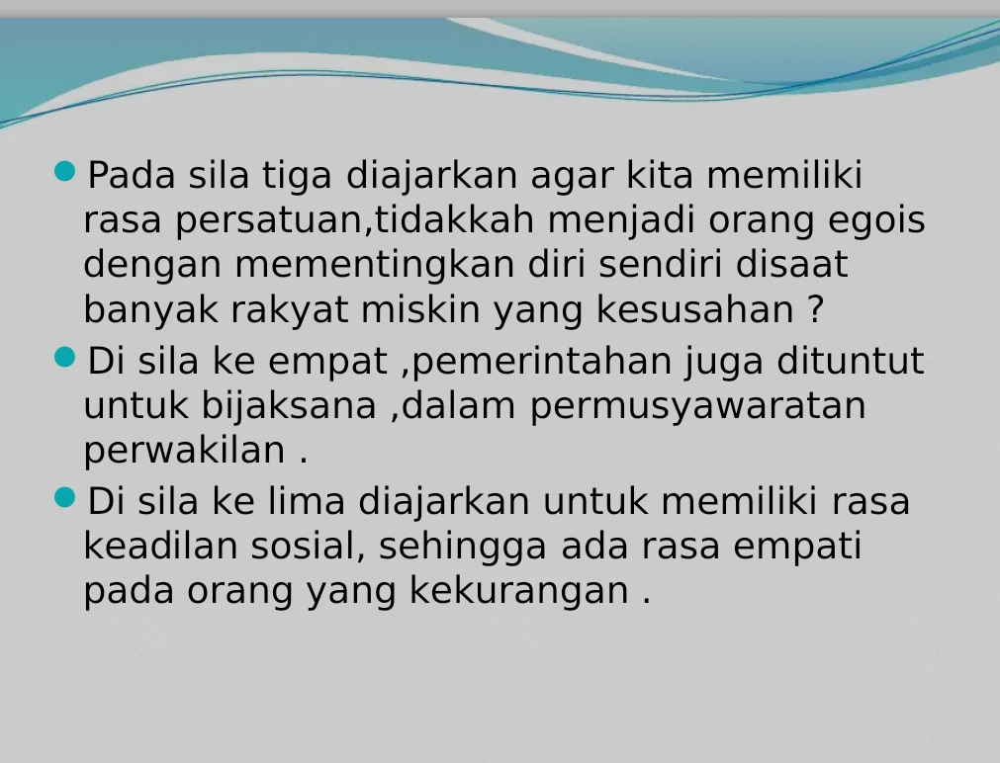 Pada sila tiga diajarkan agar kita memiliki
rasa persatuan,tidakkah menjadi orang egois
dengan mementingkan diri sendiri disaat
banyak rakyat miskin yang kesusahan ?
Di sila ke empat ,pemerintahan juga dituntut
untuk bijaksana ,dalam permusyawaratan
perwakilan .
Di sila ke lima diajarkan untuk memiliki rasa
keadilan sosial, sehingga ada rasa empati
pada orang yang kekurangan .